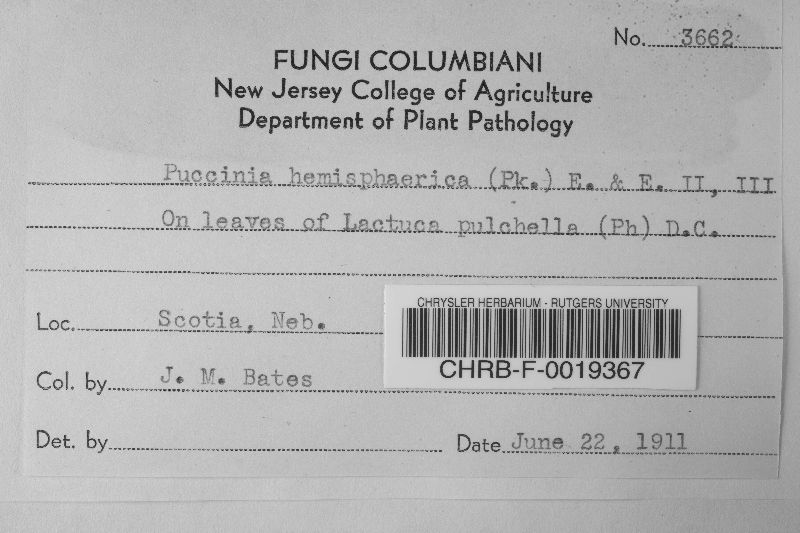 No. 3662
FUNGI COLUMBIANI
New Jersey College of Agriculture
Department of Plant Pathology
Puccinia hemisphaerica (Pk.) E. & E. II, III
On leaves of Lactuca pulchella (Ph) D.C.
Loc. Scotia, Neb.
CHRYSLER HERBARIUM - RUTGERS UNIVERSITY
CHRB-F-0019367
Col. by J. M. Bates
Det. by
Date June 22, 1911